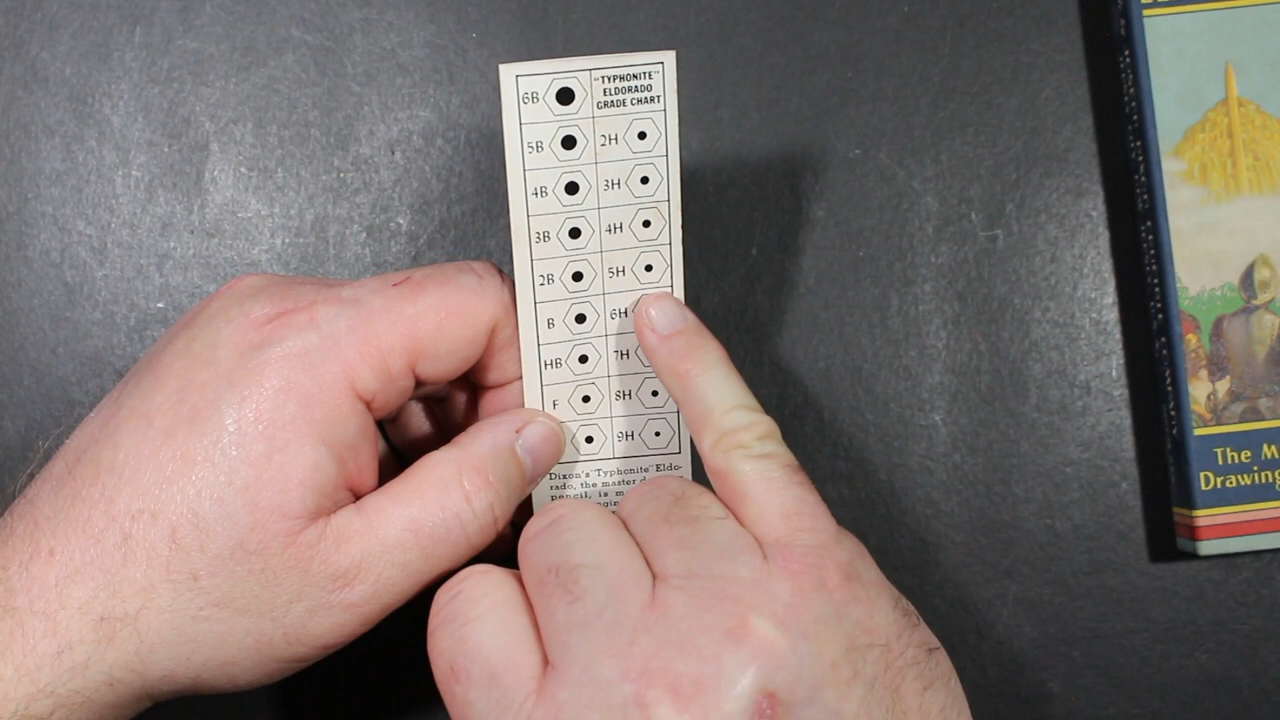 "TYPHONITE"
ELDORADO
GRADE CHART
6B
5B
2H
4B
3H
3B
4H
2B
5H
B
6H
HB
7H
F
8H
9H
Dixon's "Typhonite" Eldo-
rado, the master
pencil, is
The M
Drawing